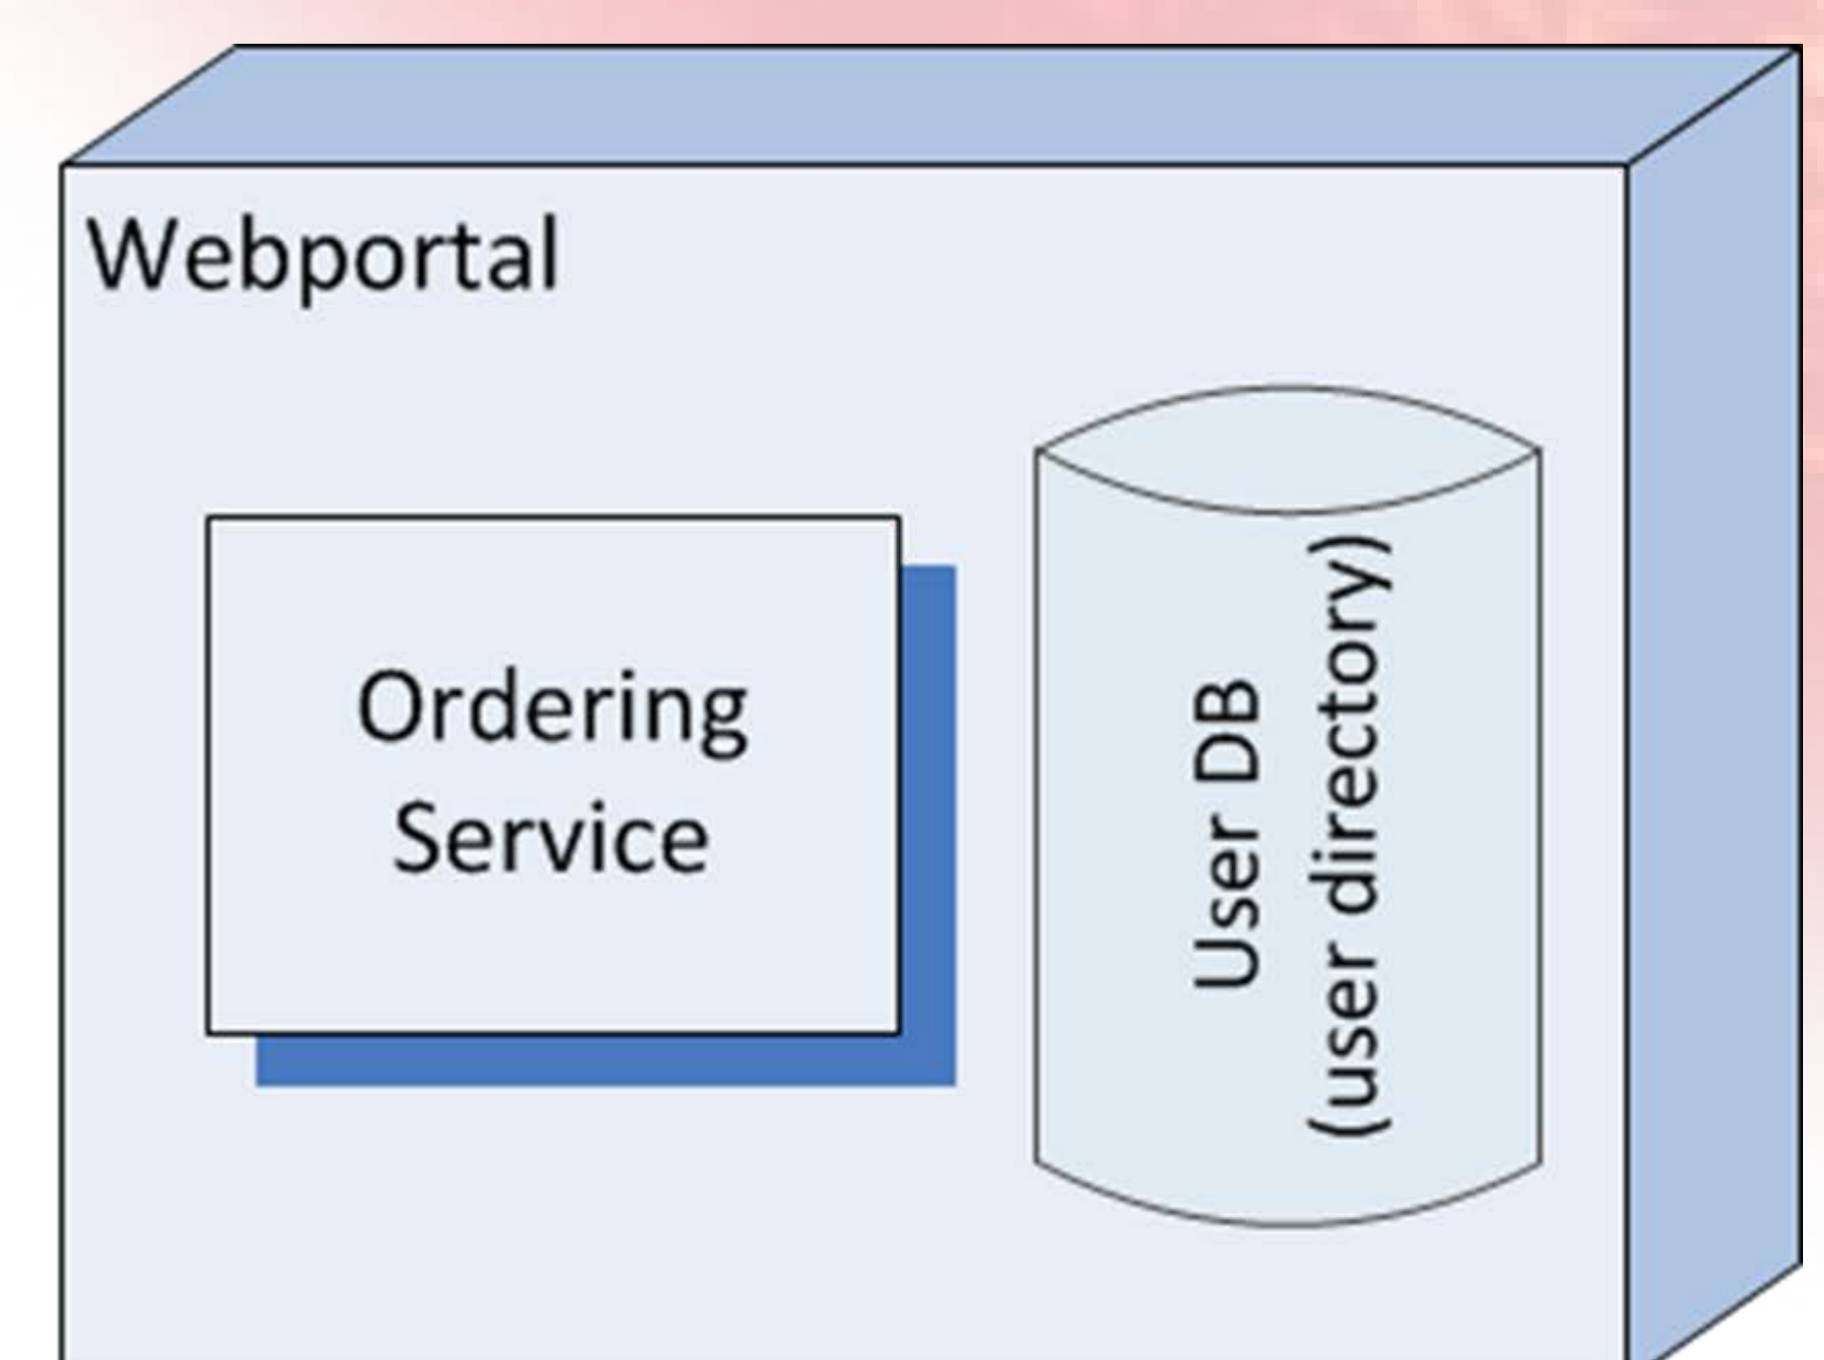 Webportal
Ordering
Service
User DB
(user directory)